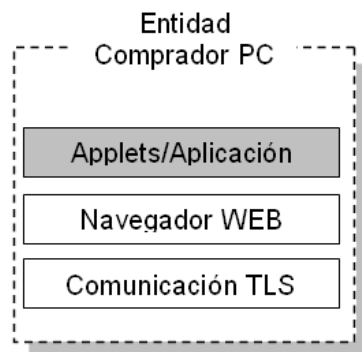 Entidad
Comprador PC
Applets/Aplicación
Navegador WEB
Comunicación TLS